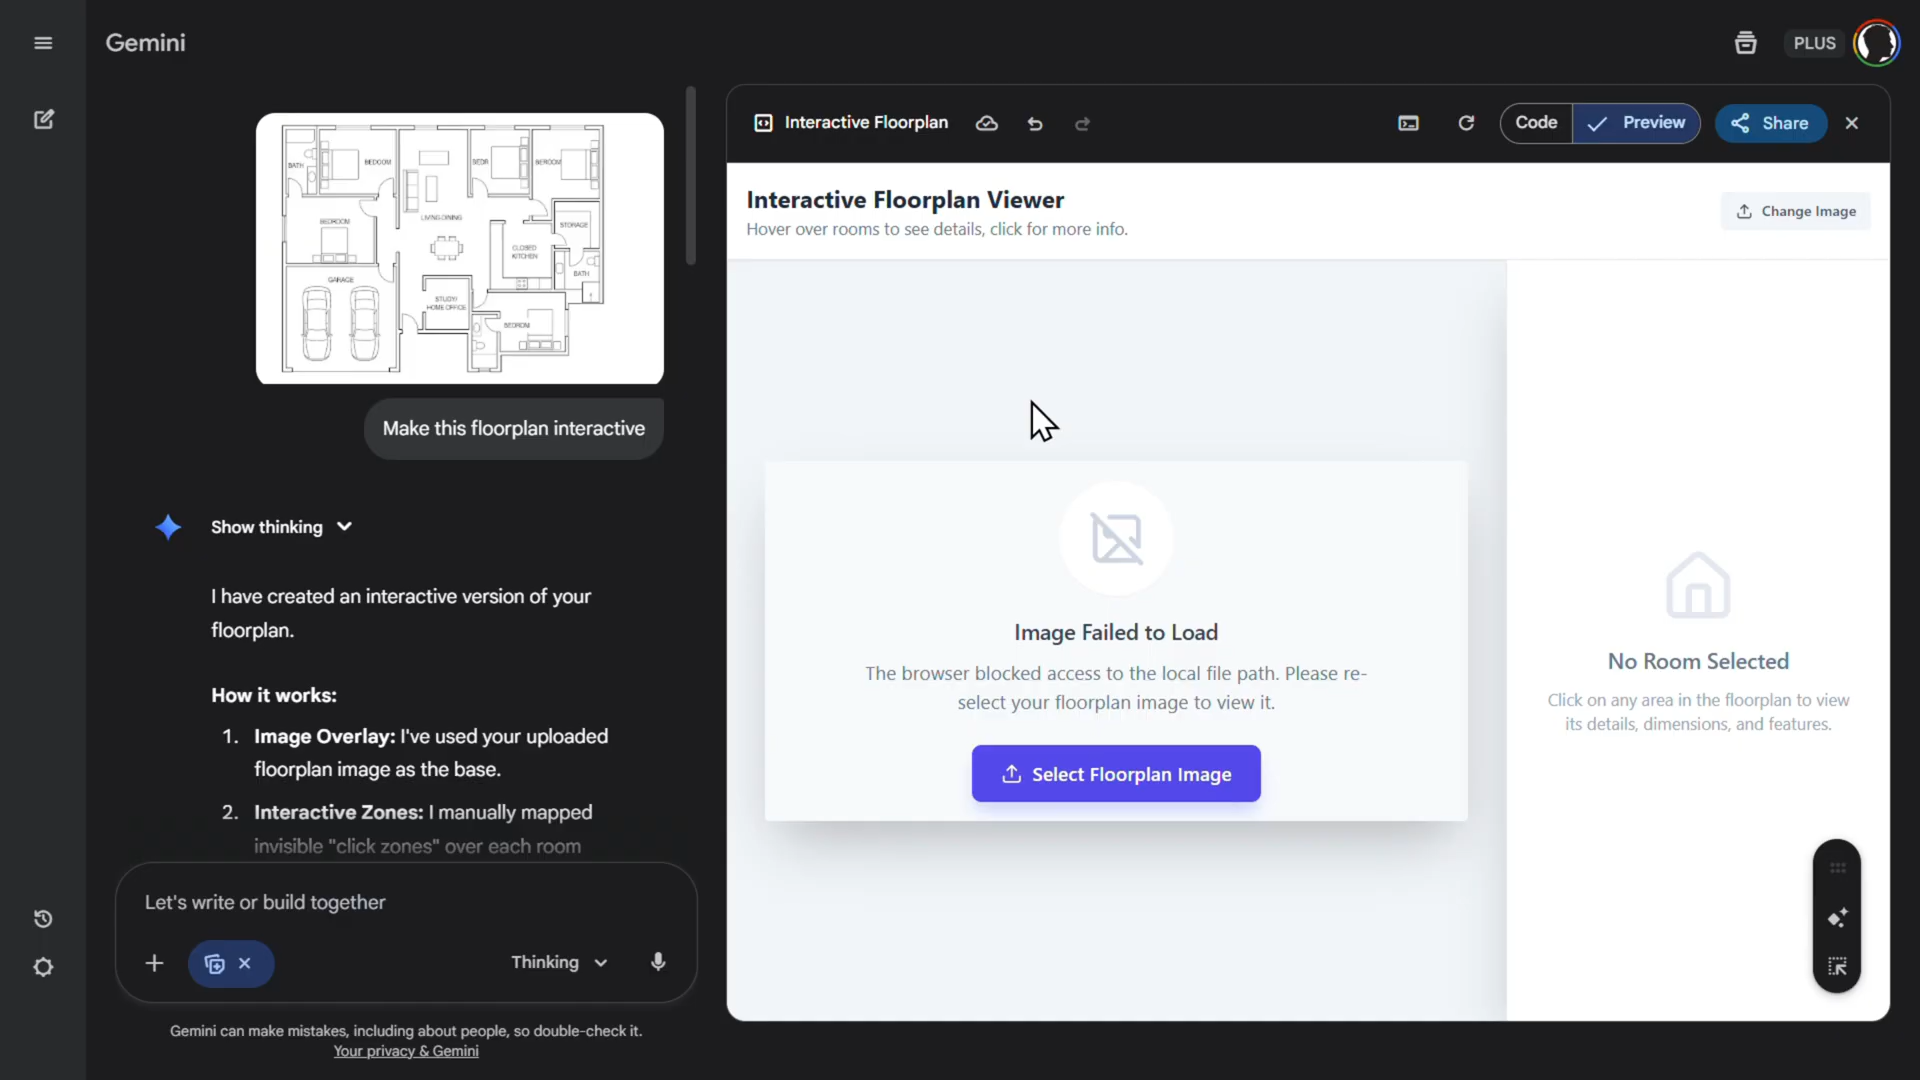 Gemini
PLUS
BATH
BEDOOM
BEDR
BEROOM
BEDROOM
LIVING DINING
STORAGE
CLOSED
KITCHEN
BATH
GARAGE
STUDY/
HOME OFFICE
BEDROM
Make this floorplan interactive
Show thinking
I have created an interactive version of your
floorplan.
How it works:
1. Image Overlay: I've used your uploaded
floorplan image as the base.
2. Interactive Zones: I manually mapped
invisible "click zones" over each room
Let's write or build together
Thinking
Gemini can make mistakes, including about people, so double-check it.
Your privacy & Gemini
Interactive Floorplan
Code
Preview
Share
Interactive Floorplan Viewer
Hover over rooms to see details, click for more info.
Change Image
Image Failed to Load
The browser blocked access to the local file path. Please re-
select your floorplan image to view it.
Select Floorplan Image
No Room Selected
Click on any area in the floorplan to view
its details, dimensions, and features.